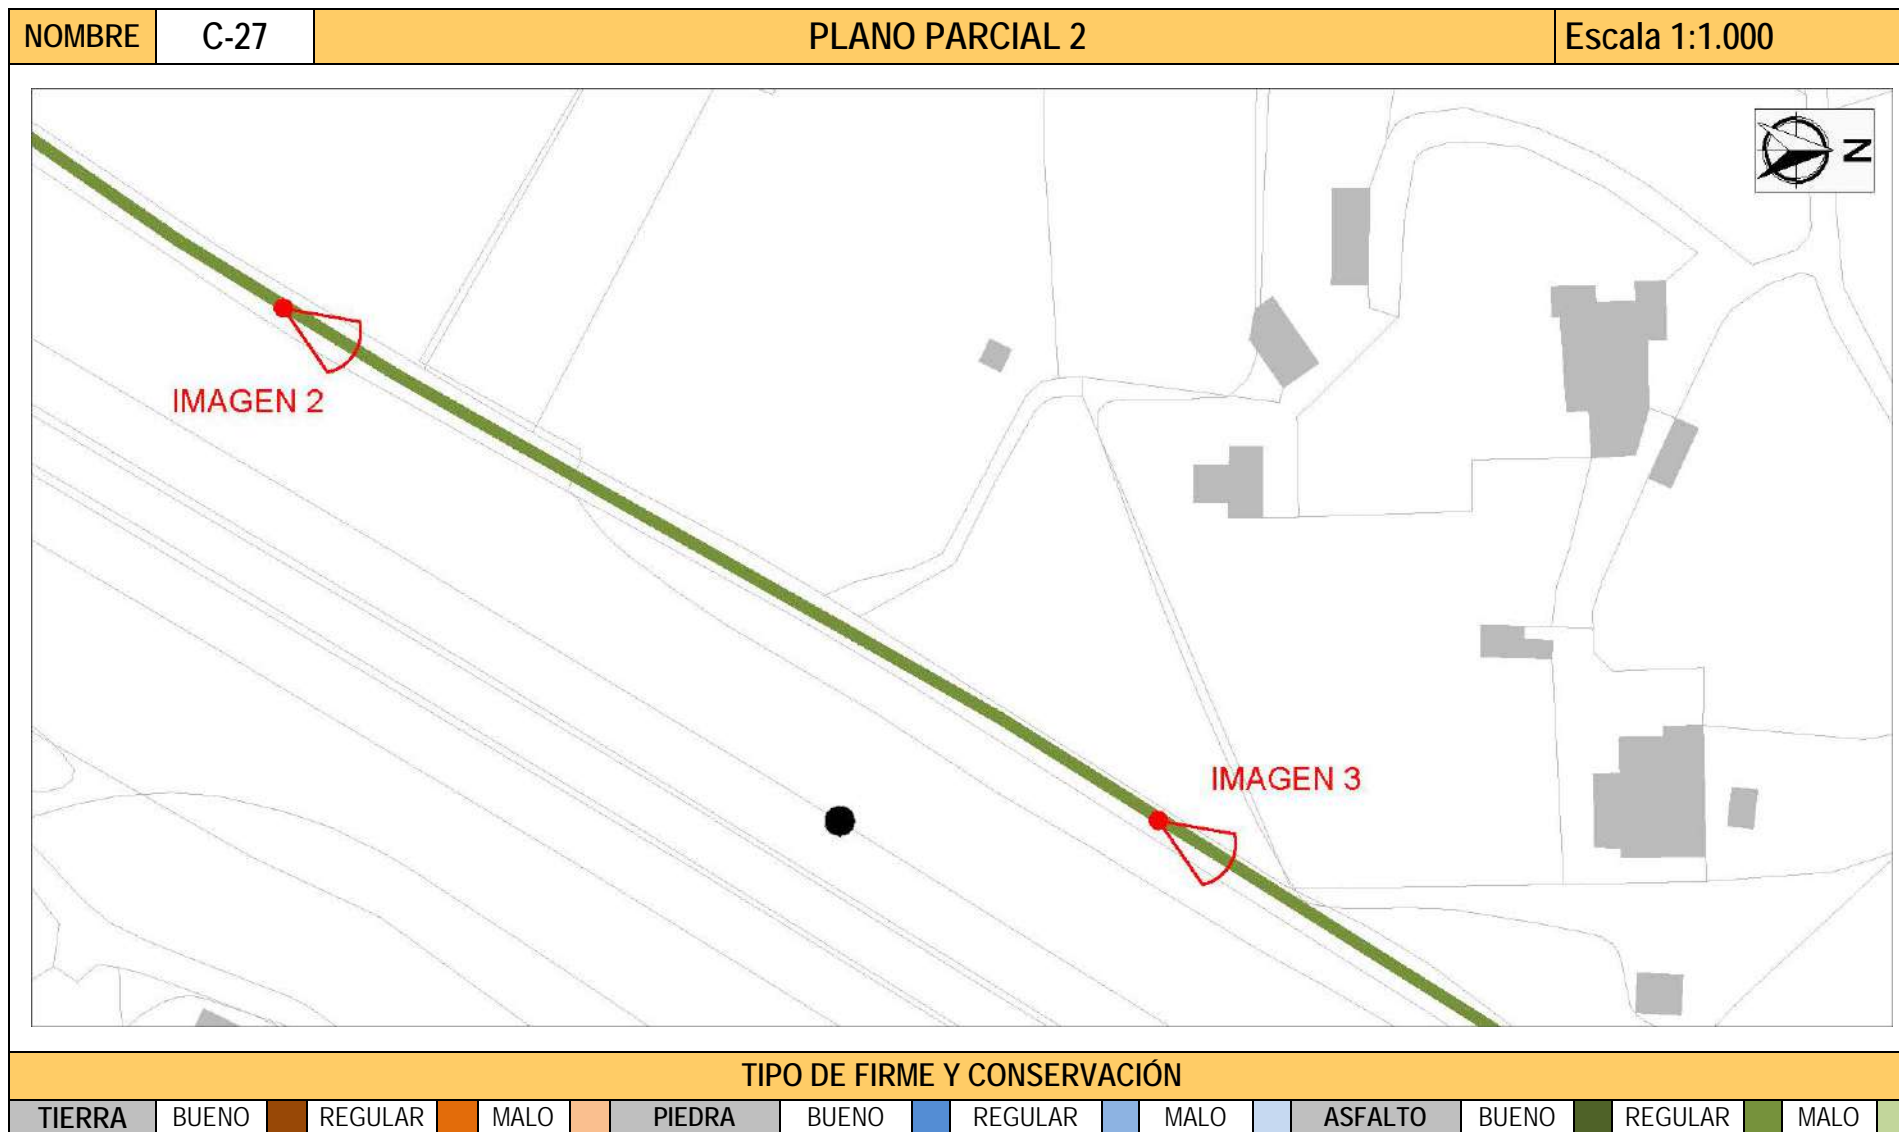 NOMBRE C-27 PLANO PARCIAL 2 Escala 1:1.000
N
IMAGEN 2
IMAGEN 3
TIPO DE FIRME Y CONSERVACIÓN
TIERRA BUENO REGULAR MALO PIEDRA BUENO REGULAR MALO ASFALTO BUENO REGULAR MALO